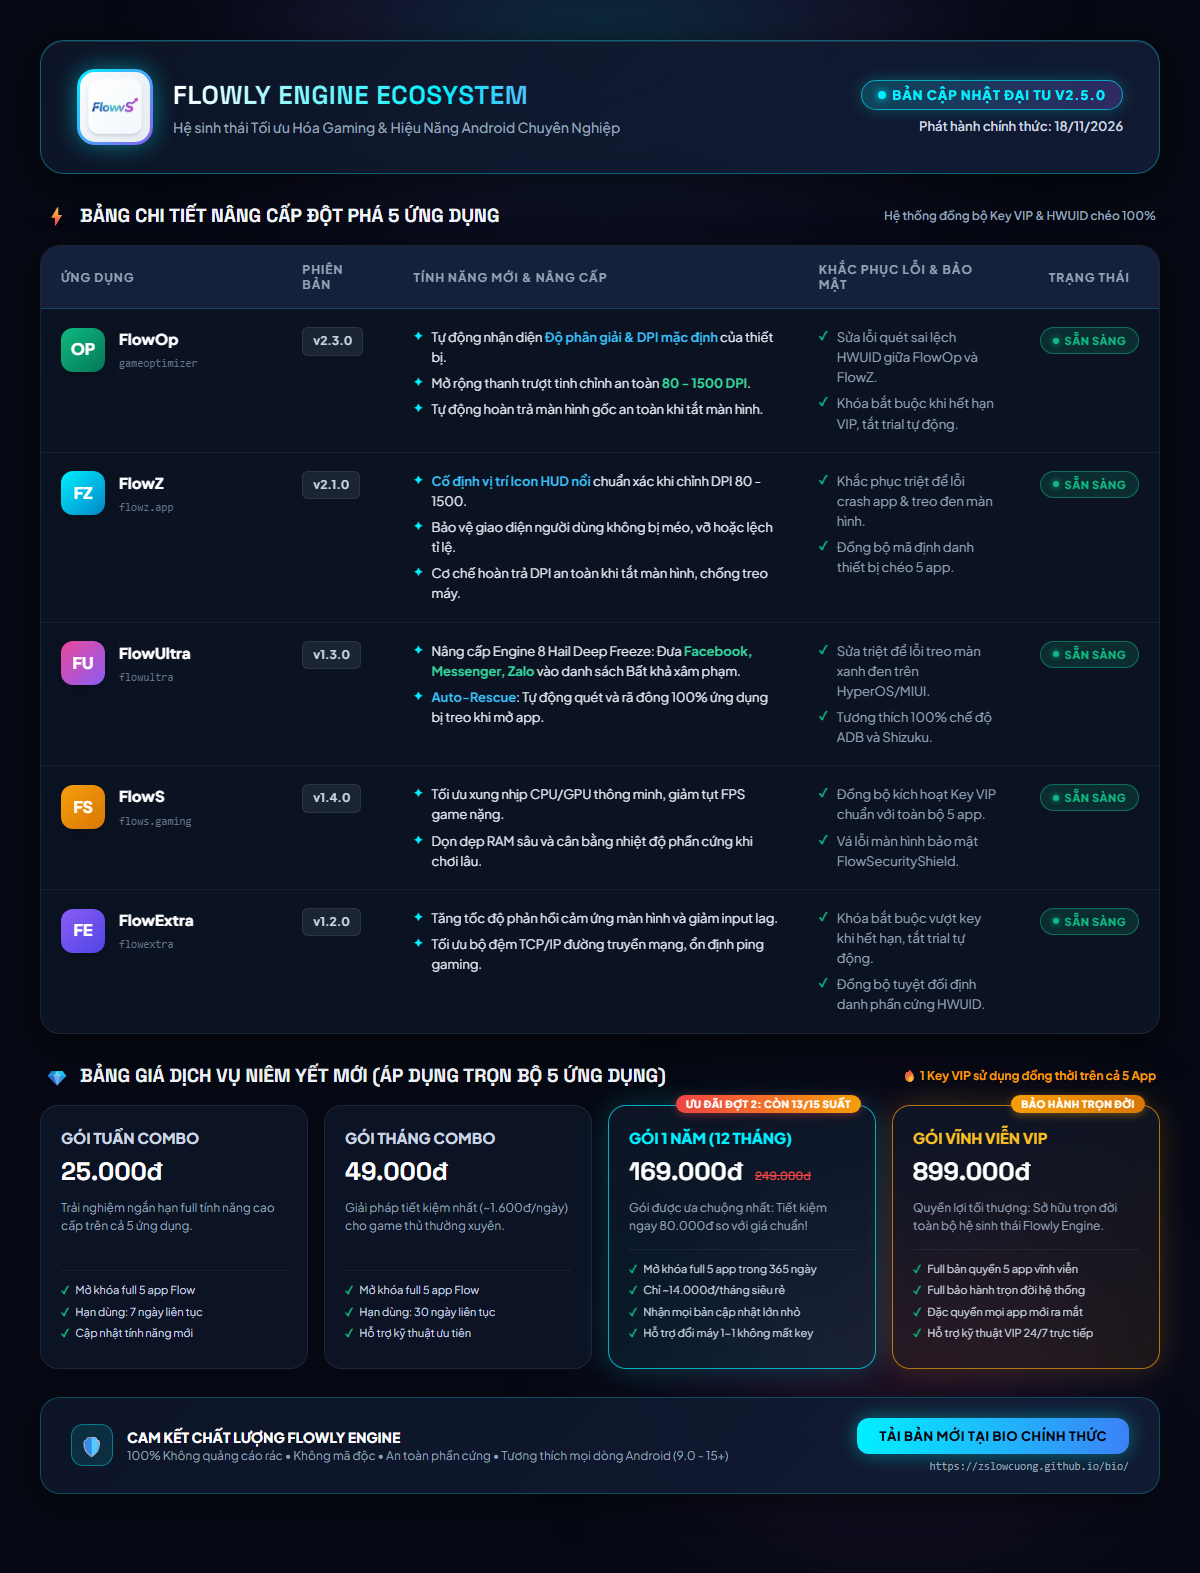 FlowS
FLOWLY ENGINE ECOSYSTEM
Hệ sinh thái Tối ưu Hóa Gaming & Hiệu Năng Android Chuyên Nghiệp
BẢN CẬP NHẬT ĐẠI TU V2.5.0
Phát hành chính thức: 18/11/2026
BẢNG CHI TIẾT NÂNG CẤP ĐỘT PHÁ 5 ỨNG DỤNG
Hệ thống đồng bộ Key VIP & HWUID chéo 100%
ỨNG DỤNG
PHIÊN
BẢN
TÍNH NĂNG MỚI & NÂNG CẤP
KHẮC PHỤC LỖI & BẢO
MẬT
TRẠNG THÁI
OP
FlowOp
gameoptimizer
v2.3.0
✦ Tự động nhận diện Độ phân giải & DPI mặc định của thiết
bị.
✦ Mở rộng thanh trượt tinh chỉnh an toàn 80 - 1500 DPI.
✦ Tự động hoàn trả màn hình gốc an toàn khi tắt màn hình.
✓ Sửa lỗi quét sai lệch
HWUID giữa FlowOp và
FlowZ.
✓ Khóa bắt buộc khi hết hạn
VIP, tắt trial tự động.
SẴN SÀNG
FZ
FlowZ
flowz.app
v2.1.0
✦ Cố định vị trí Icon HUD nổi chuẩn xác khi chỉnh DPI 80 -
1500.
✦ Bảo vệ giao diện người dùng không bị méo, vỡ hoặc lệch
tỉ lệ.
✦ Cơ chế hoàn trả DPI an toàn khi tắt màn hình, chống treo
máy.
✓ Khắc phục triệt để lỗi
crash app & treo đen màn
hình.
✓ Đồng bộ mã định danh
thiết bị chéo 5 app.
SẴN SÀNG
FU
FlowUltra
flowultra
v1.3.0
✦ Nâng cấp Engine 8 Hail Deep Freeze: Đưa Facebook,
Messenger, Zalo vào danh sách Bất khả xâm phạm.
✦ Auto-Rescue: Tự động quét và rã đông 100% ứng dụng
bị treo khi mở app.
✓ Sửa triệt để lỗi treo màn
xanh đen trên
HyperOS/MIUI.
✓ Tương thích 100% chế độ
ADB và Shizuku.
SẴN SÀNG
FS
FlowS
flows.gaming
v1.4.0
✦ Tối ưu xung nhịp CPU/GPU thông minh, giảm tụt FPS
game nặng.
✦ Dọn dẹp RAM sâu và cân bằng nhiệt độ phần cứng khi
chơi lâu.
✓ Đồng bộ kích hoạt Key VIP
chuẩn với toàn bộ 5 app.
✓ Vá lỗi màn hình bảo mật
FlowSecurityShield.
SẴN SÀNG
FE
FlowExtra
flowextra
v1.2.0
✦ Tăng tốc độ phản hồi cảm ứng màn hình và giảm input lag.
✦ Tối ưu bộ đệm TCP/IP đường truyền mạng, ổn định ping
gaming.
✓ Khóa bắt buộc vượt key
khi hết hạn, tắt trial tự
động.
✓ Đồng bộ tuyệt đối định
danh phần cứng HWUID.
SẴN SÀNG
BẢNG GIÁ DỊCH VỤ NIÊM YẾT MỚI (ÁP DỤNG TRỌN BỘ 5 ỨNG DỤNG)
1 Key VIP sử dụng đồng thời trên cả 5 App
GÓI TUẦN COMBO
25.000đ
Trải nghiệm ngắn hạn full tính năng cao
cấp trên cả 5 ứng dụng.
✓ Mở khóa full 5 app Flow
✓ Hạn dùng: 7 ngày liên tục
✓ Cập nhật tính năng mới
GÓI THÁNG COMBO
49.000đ
Giải pháp tiết kiệm nhất (~1.600đ/ngày)
cho game thủ thường xuyên.
✓ Mở khóa full 5 app Flow
✓ Hạn dùng: 30 ngày liên tục
✓ Hỗ trợ kỹ thuật ưu tiên
ƯU ĐÃI ĐỢT 2: CÒN 13/15 SUẤT
GÓI 1 NĂM (12 THÁNG)
169.000đ 249.000đ
Gói được ưa chuộng nhất: Tiết kiệm
ngay 80.000đ so với giá chuẩn!
✓ Mở khóa full 5 app trong 365 ngày
✓ Chỉ ~14.000đ/tháng siêu rẻ
✓ Nhận mọi bản cập nhật lớn nhỏ
✓ Hỗ trợ đổi máy 1-1 không mất key
BẢO HÀNH TRỌN ĐỜI
GÓI VĨNH VIỄN VIP
899.000đ
Quyền lợi tối thượng: Sở hữu trọn đời
toàn bộ hệ sinh thái Flowly Engine.
✓ Full bản quyền 5 app vĩnh viễn
✓ Full bảo hành trọn đời hệ thống
✓ Đặc quyền mọi app mới ra mắt
✓ Hỗ trợ kỹ thuật VIP 24/7 trực tiếp
CAM KẾT CHẤT LƯỢNG FLOWLY ENGINE
100% Không quảng cáo rác • Không mã độc • An toàn phần cứng • Tương thích mọi dòng Android (9.0 - 15+)
TẢI BẢN MỚI TẠI BIO CHÍNH THỨC
https://zslowcuong.github.io/bio/